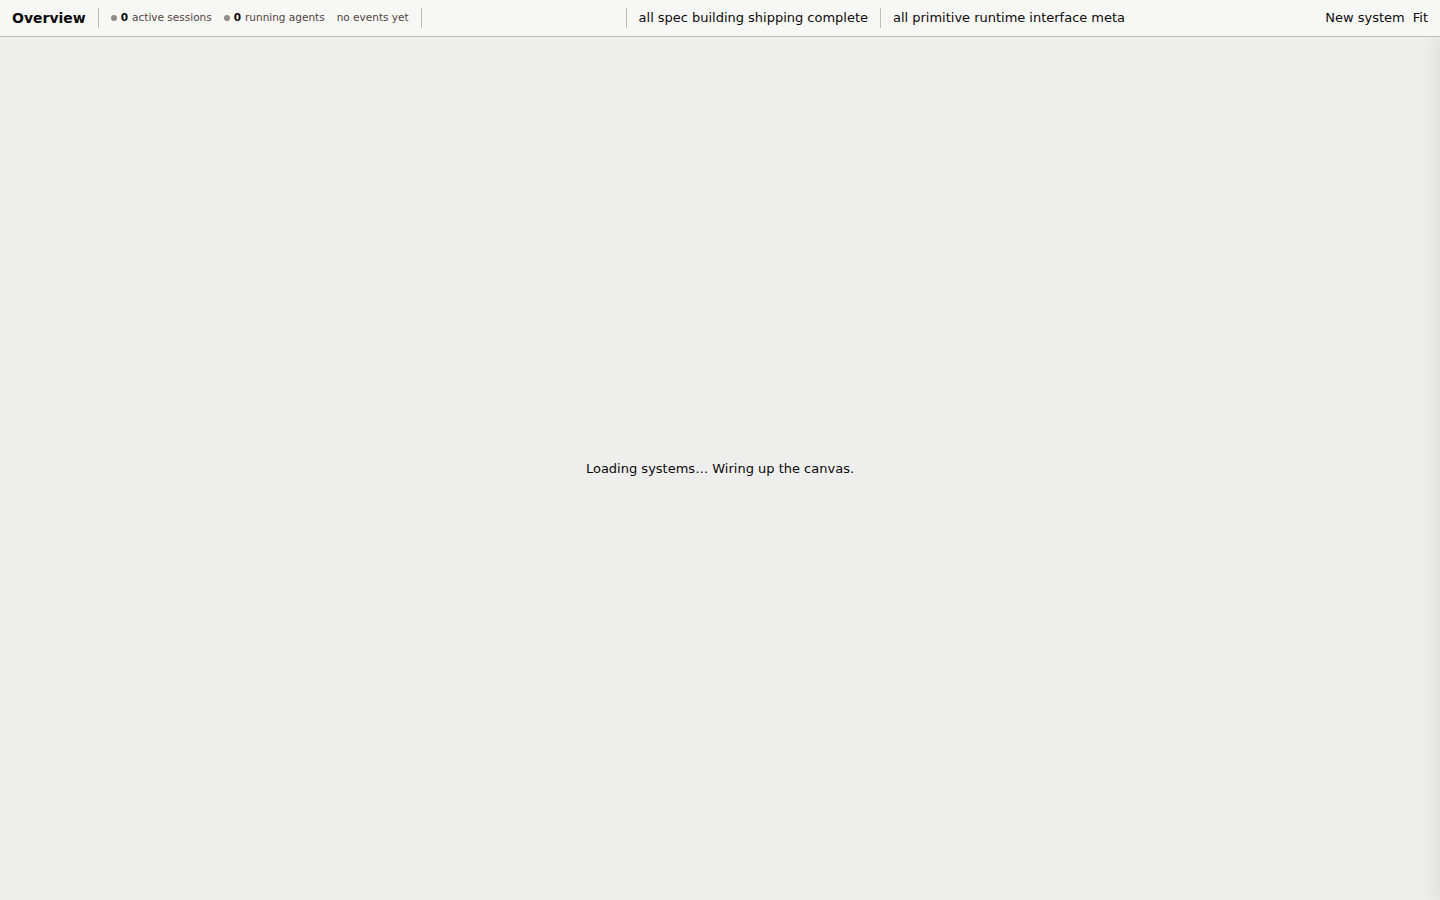 Overview 0 active sessions 0 running agents no events yet all spec building shipping complete all primitive runtime interface meta New system Fit
Loading systems... Wiring up the canvas.